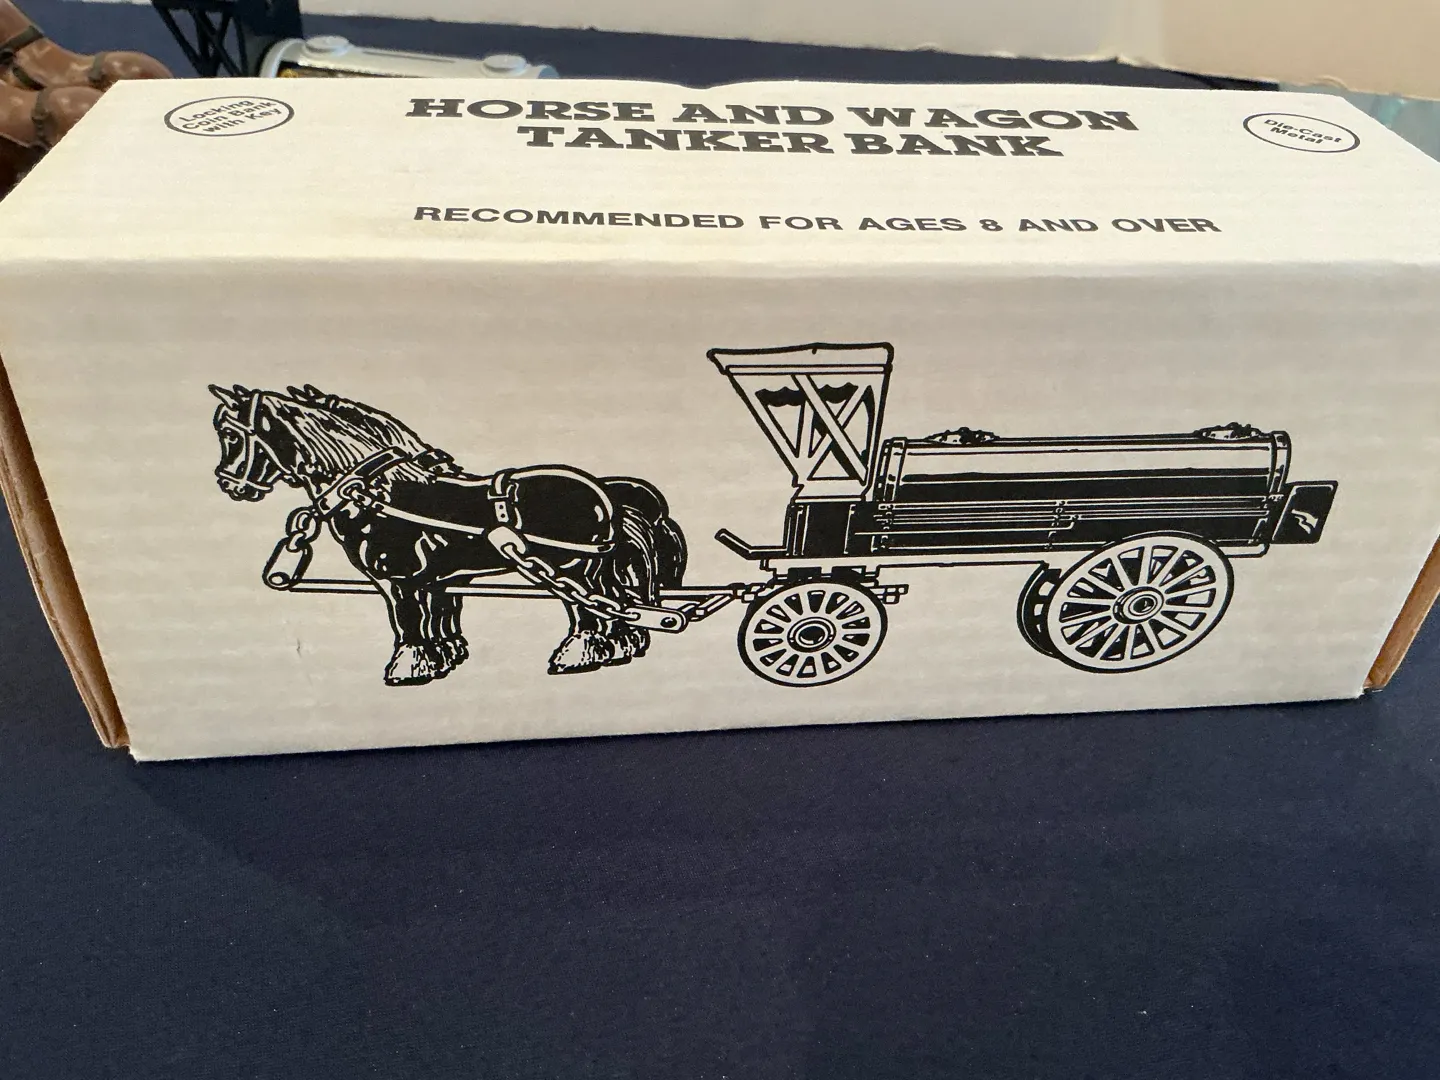 Locking
Coin Bank
with Key
HORSE AND WAGON
TANKER BANK
Die-Cast
Metal
RECOMMENDED FOR AGES 8 AND OVER